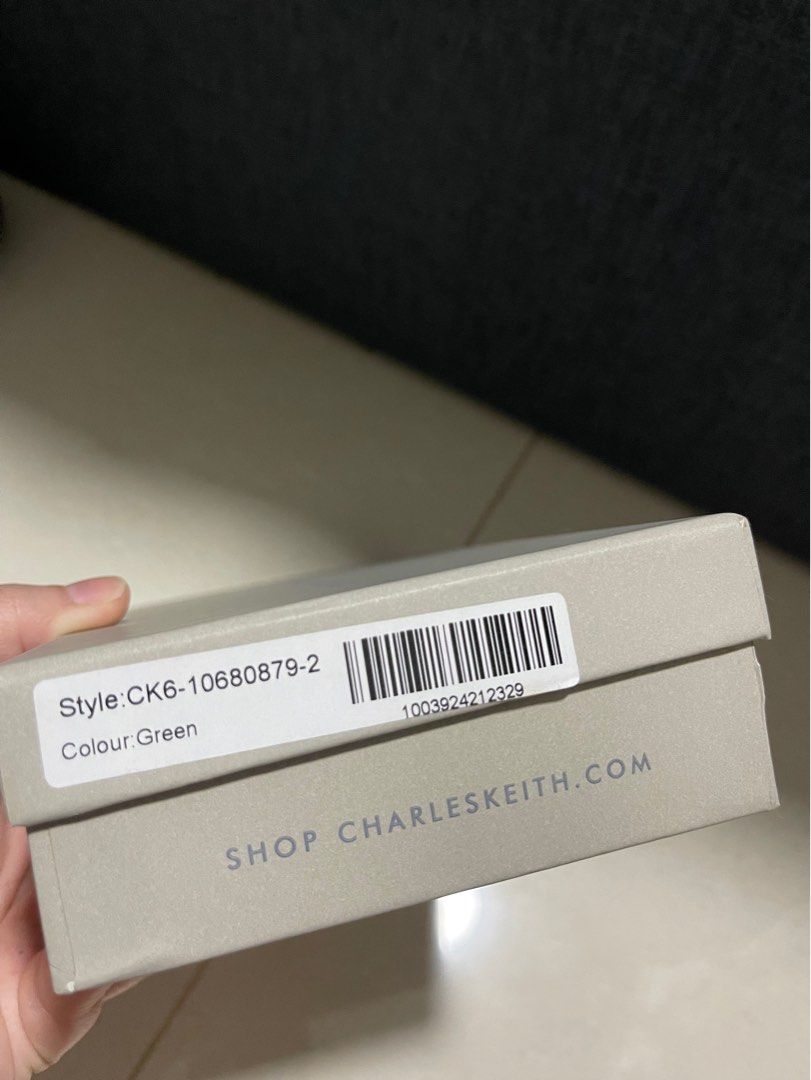 Style:CK6-10680879-2
Colour:Green
1003924212329
SHOP CHARLESKEITH.COM